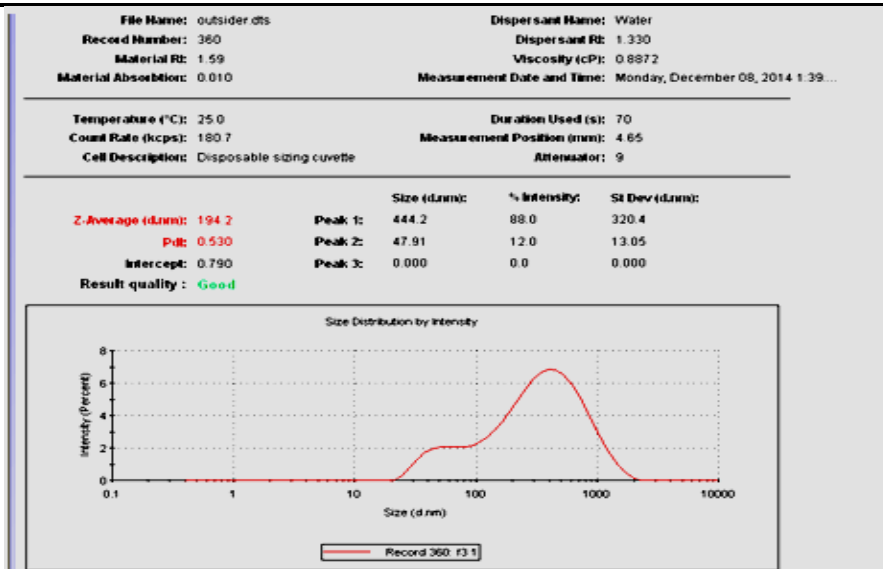 File Name: outsider.dts Dispersant Name: Water
Record Number: 360 Dispersant RI: 1.330
Material RI: 1.59 Viscosity (cP): 0.8872
Material Absorbtion: 0.010 Measurement Date and Time: Monday, December 08, 2014 1:39...
Temperature (°C): 25.0 Duration Used (s): 70
Count Rate (kcps): 180.7 Measurement Position (mm): 4.65
Cell Description: Disposable sizing cuvette Attenuator: 9
Size (d.nm): % Intensity: St Dev (d.nm):
Z-Average (d.nm): 194.2 Peak 1: 444.2 88.0 320.4
PdI: 0.530 Peak 2: 47.91 12.0 13.05
Intercept: 0.790 Peak 3: 0.000 0.0 0.000
Result quality : Good
Size Distribution by Intensity
Intensity (Percent)
8
6
4
2
0
0.1 1 10 100 1000 10000
Size (d.nm)
Record 360: f3 1